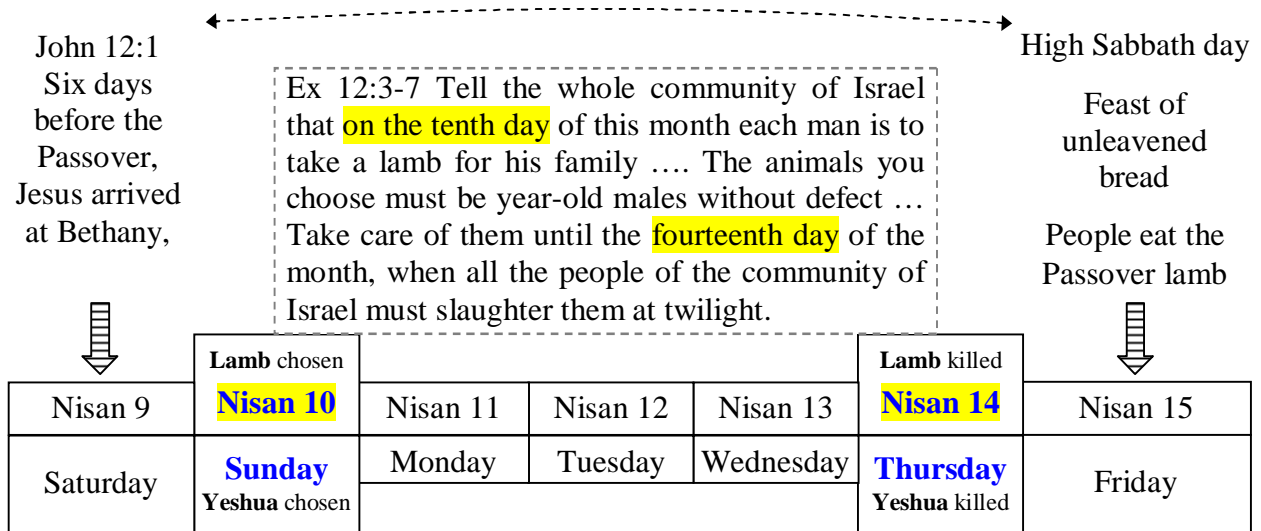 John 12:1
Six days
before the
Passover,
Jesus arrived
at Bethany,
Ex 12:3-7 Tell the whole community of Israel
that on the tenth day of this month each man is to
take a lamb for his family …. The animals you
choose must be year-old males without defect …
Take care of them until the fourteenth day of the
month, when all the people of the community of
Israel must slaughter them at twilight.
High Sabbath day
Feast of
unleavened
bread
People eat the
Passover lamb
Lamb chosen
Lamb killed
Nisan 9 Nisan 10 Nisan 11 Nisan 12 Nisan 13 Nisan 14 Nisan 15
Saturday Sunday Monday Tuesday Wednesday Thursday Friday
Yeshua chosen
Yeshua killed